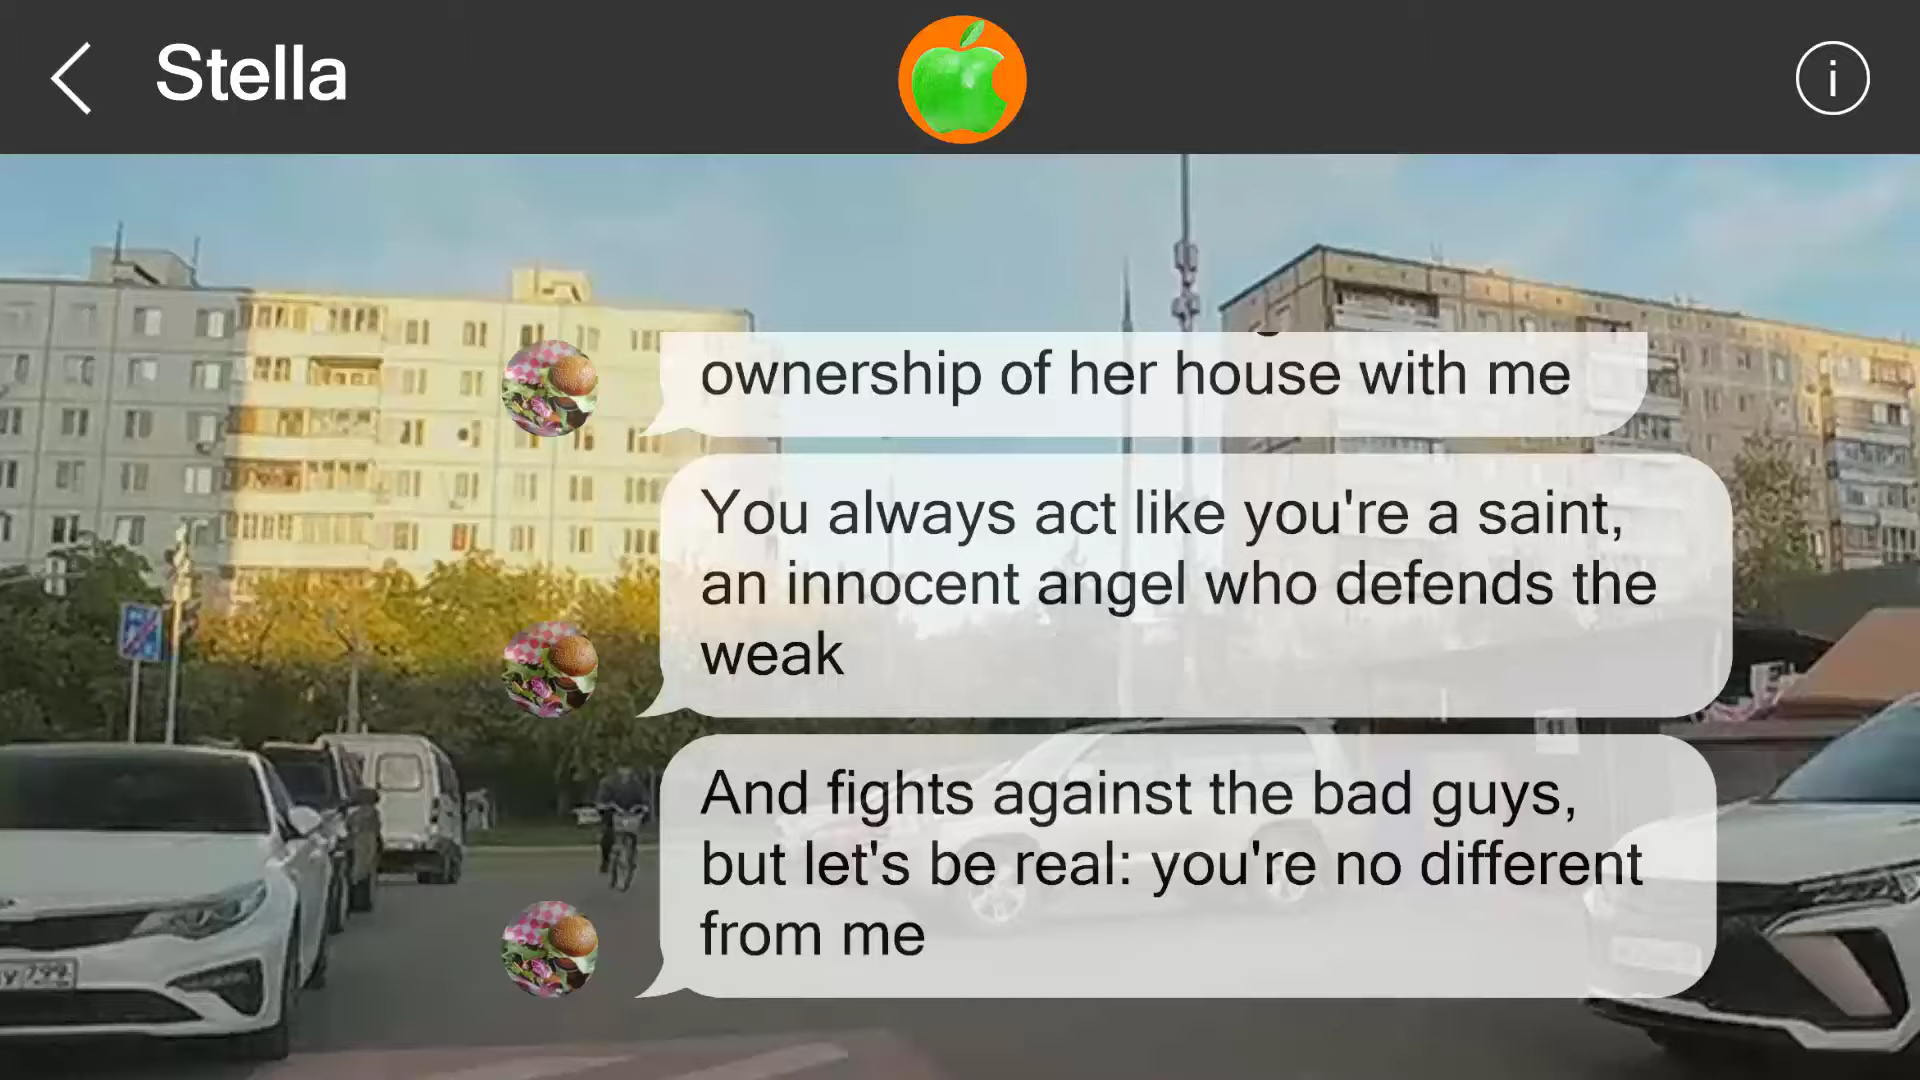 Stella
i
ownership of her house with me
You always act like you're a saint,
an innocent angel who defends the
weak
And fights against the bad guys,
but let's be real: you're no different
from me